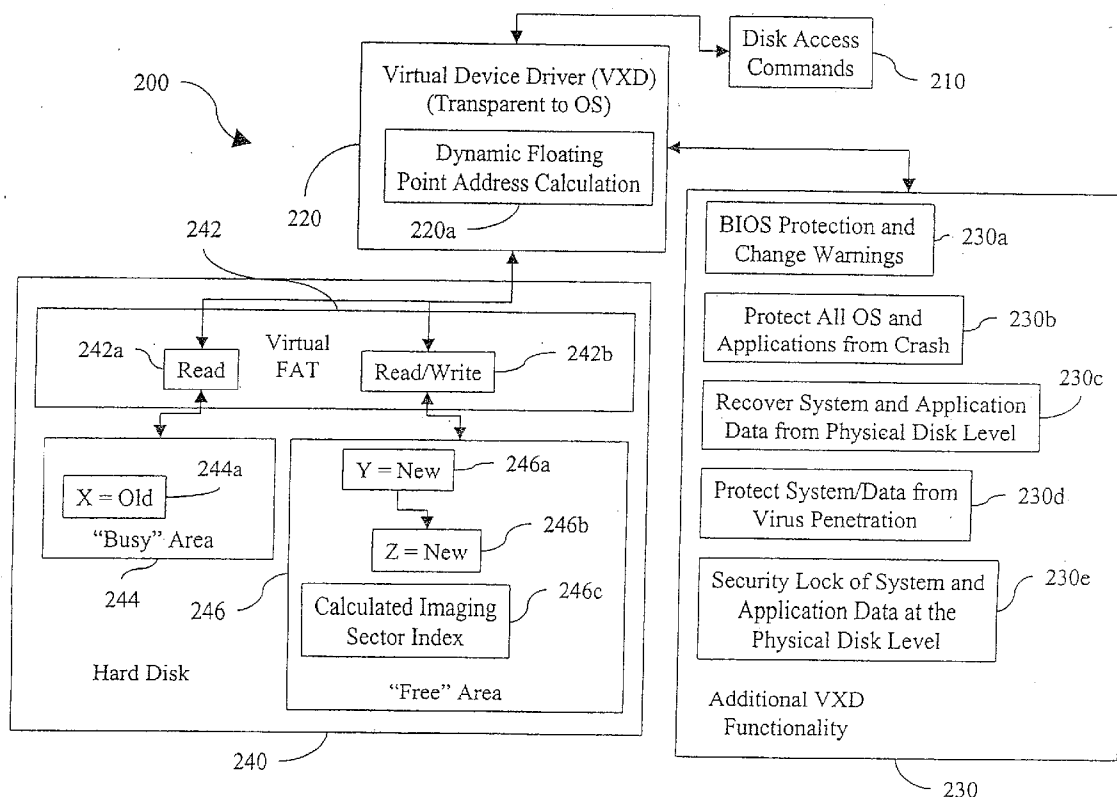 Disk Access
Commands
210
200
Virtual Device Driver (VXD)
(Transparent to OS)
Dynamic Floating
Point Address Calculation
220
220a
242
Virtual
FAT
242a
Read
242b
Read/Write
244a
X = Old
"Busy" Area
244
246
Y = New
246a
Z = New
246b
Calculated Imaging
Sector Index
246c
"Free" Area
Hard Disk
240
BIOS Protection and
Change Warnings
230a
Protect All OS and
Applications from Crash
230b
Recover System and Application
Data from Physical Disk Level
230c
Protect System/Data from
Virus Penetration
230d
Security Lock of System and
Application Data at the
Physical Disk Level
230e
Additional VXD
Functionality
230